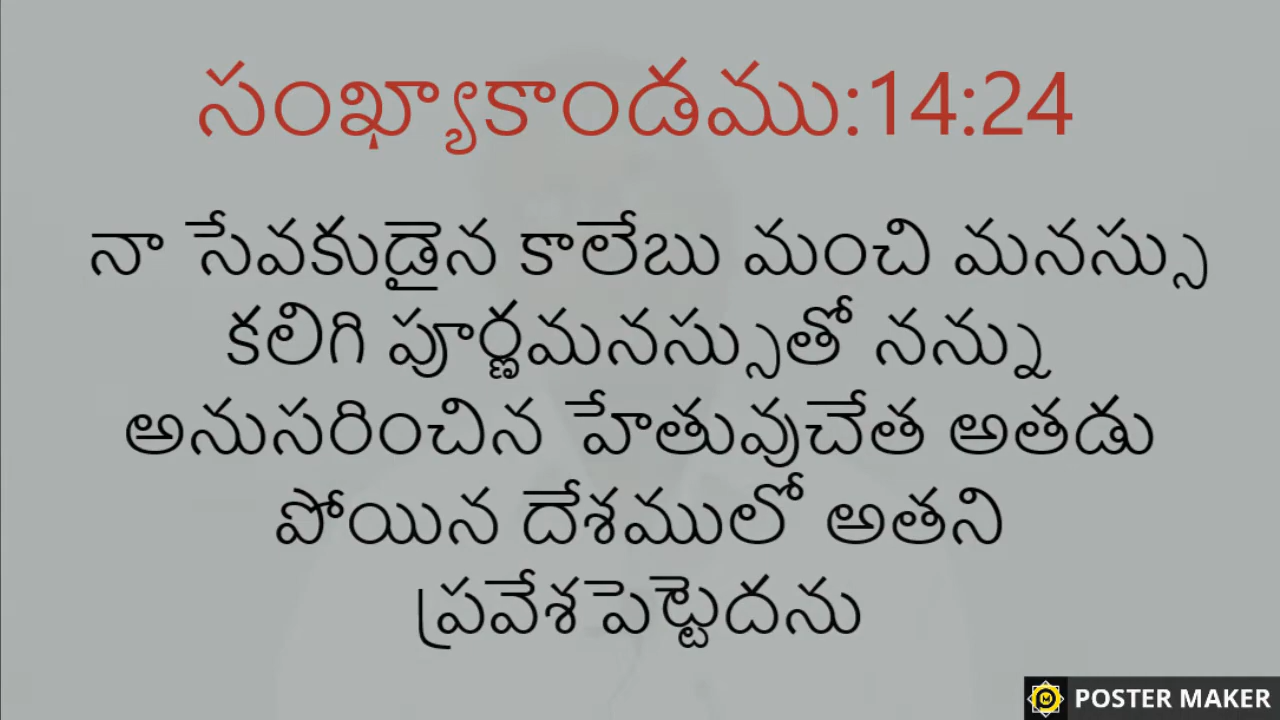 సంఖ్యాకాండము:14:24
నా సేవకుడైన కాలేబు మంచి మనస్సు
కలిగి పూర్ణమనస్సుతో నన్ను
అనుసరించిన హేతువుచేత అతడు
పోయిన దేశములో అతని
ప్రవేశపెట్టెదను
POSTER MAKER